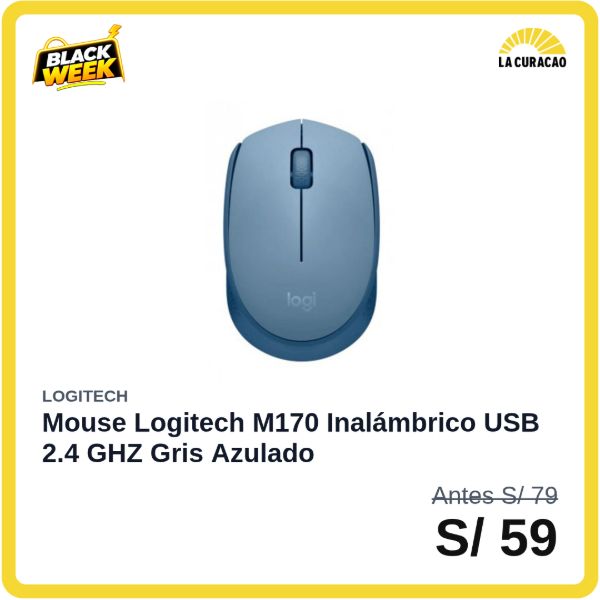 BLACK
WEEK
LA CURACAO
logi
LOGITECH
Mouse Logitech M170 Inalámbrico USB
2.4 GHZ Gris Azulado
Antes S/ 79
S/ 59